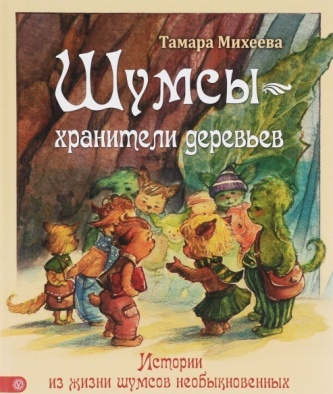 Тамара Михеева
Шумсы -
хранители деревьев
Истории
из жизни шумсов необыкновенных